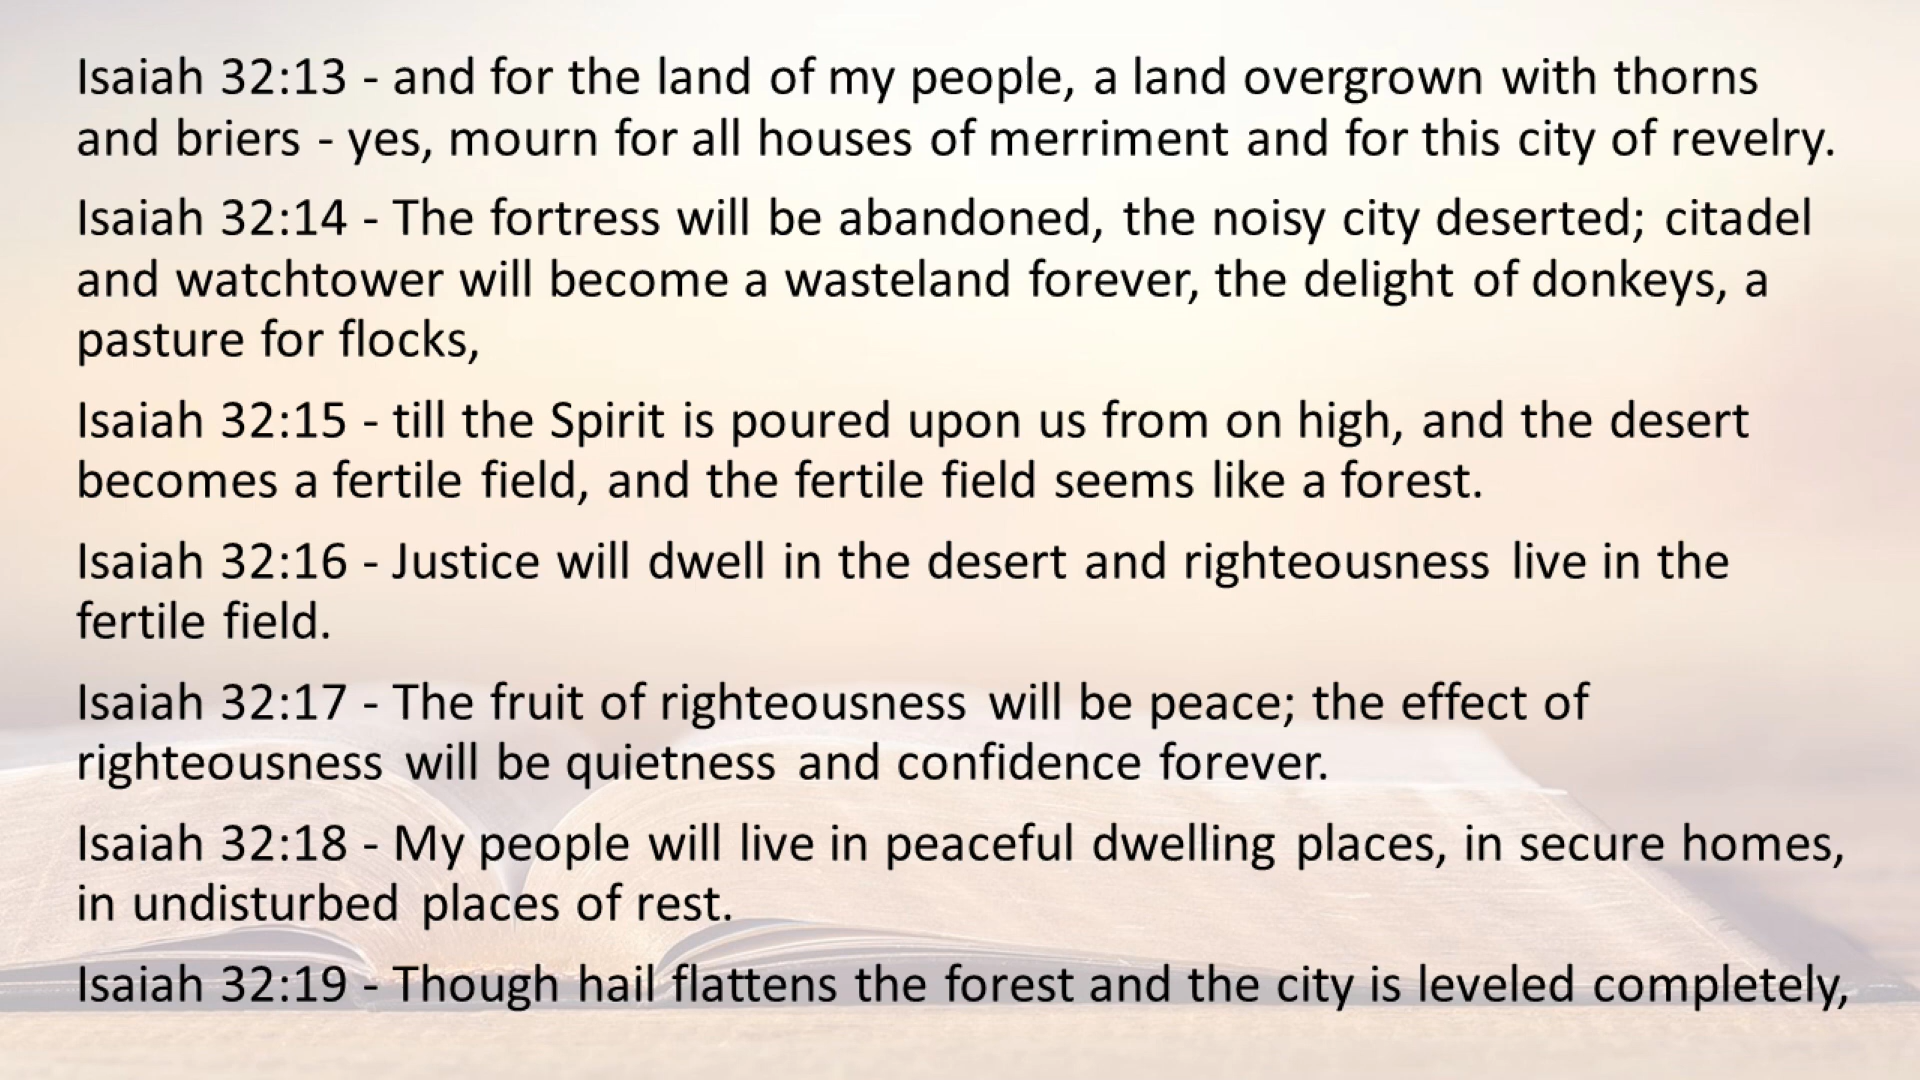 Isaiah 32:13 - and for the land of my people, a land overgrown with thorns
and briers - yes, mourn for all houses of merriment and for this city of revelry.
Isaiah 32:14 - The fortress will be abandoned, the noisy city deserted; citadel
and watchtower will become a wasteland forever, the delight of donkeys, a
pasture for flocks,
Isaiah 32:15 - till the Spirit is poured upon us from on high, and the desert
becomes a fertile field, and the fertile field seems like a forest.
Isaiah 32:16 - Justice will dwell in the desert and righteousness live in the
fertile field.
Isaiah 32:17 - The fruit of righteousness will be peace; the effect of
righteousness will be quietness and confidence forever.
Isaiah 32:18 - My people will live in peaceful dwelling places, in secure homes,
in undisturbed places of rest.
Isaiah 32:19 - Though hail flattens the forest and the city is leveled completely,